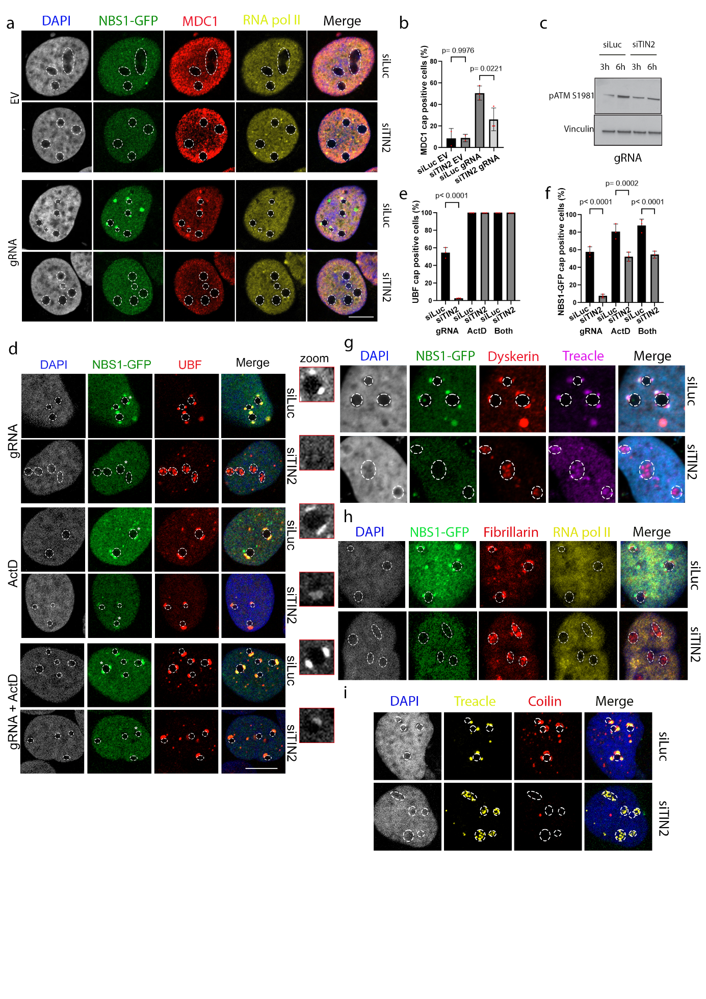 a
DAPI NBS1-GFP MDC1 RNA pol II Merge
EV
siLuc
siTIN2
gRNA
siLuc
siTIN2
b
MDC1 cap positive cells (%)
p= 0.9976
p= 0.0221
80
60
40
20
0
siLuc EV
siTIN2 EV
siLuc gRNA
siTIN2 gRNA
c
siLuc siTIN2
3h 6h 3h 6h
pATM S1981
Vinculin
gRNA
e
UBF cap positive cells (%)
p< 0.0001
100
80
60
40
20
0
siLuc siTIN2 siLuc siTIN2 siLuc siTIN2
gRNA ActD Both
f
NBS1-GFP cap positive cells (%)
p= 0.0002
p< 0.0001 p< 0.0001
100
80
60
40
20
0
siLuc siTIN2 siLuc siTIN2 siLuc siTIN2
gRNA ActD Both
d
DAPI NBS1-GFP UBF Merge zoom
gRNA
*
siLuc
*
siTIN2
ActD
*
siLuc
*
siTIN2
gRNA + ActD
*
siLuc
*
siTIN2
g
DAPI NBS1-GFP Dyskerin Treacle Merge
siLuc
siTIN2
h
DAPI NBS1-GFP Fibrillarin RNA pol II Merge
siLuc
siTIN2
i
DAPI Treacle Coilin Merge
siLuc
siTIN2